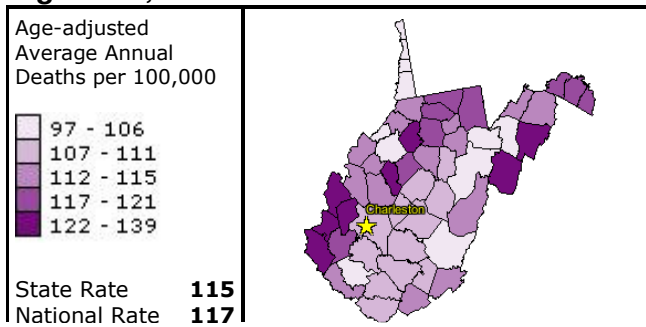 Age-adjusted
Average Annual
Deaths per 100,000
97 - 106
107 - 111
112 - 115
117 - 121
122 - 139
State Rate 115
National Rate 117
Charleston